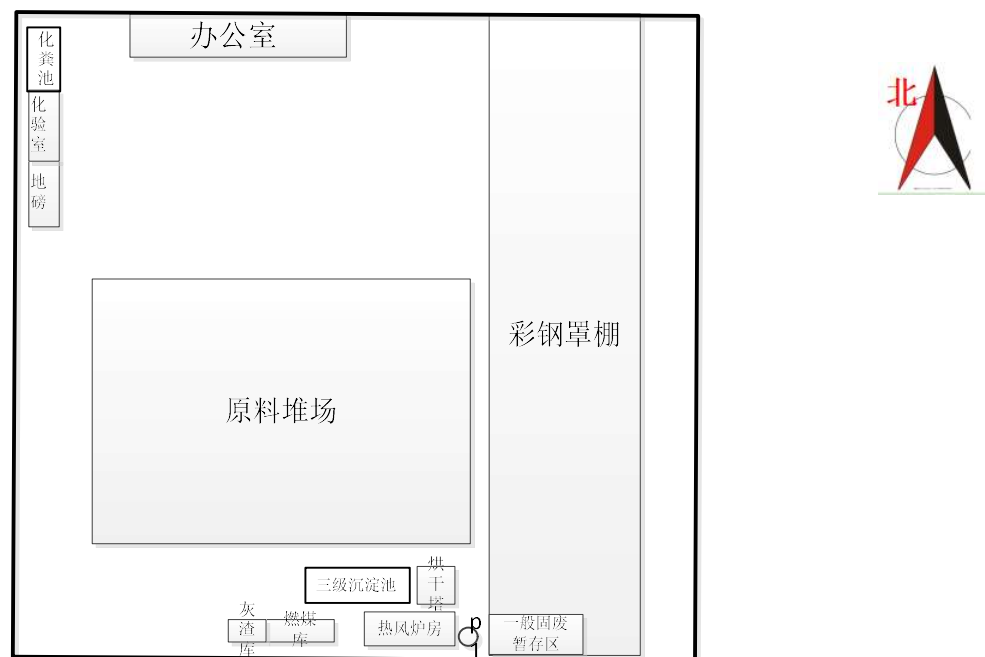 办公室
北
化粪池
化验室
地磅
彩钢罩棚
原料堆场
烘干塔
三级沉淀池
灰渣库
燃煤库
热风炉房
p
1
一般固废
暂存区